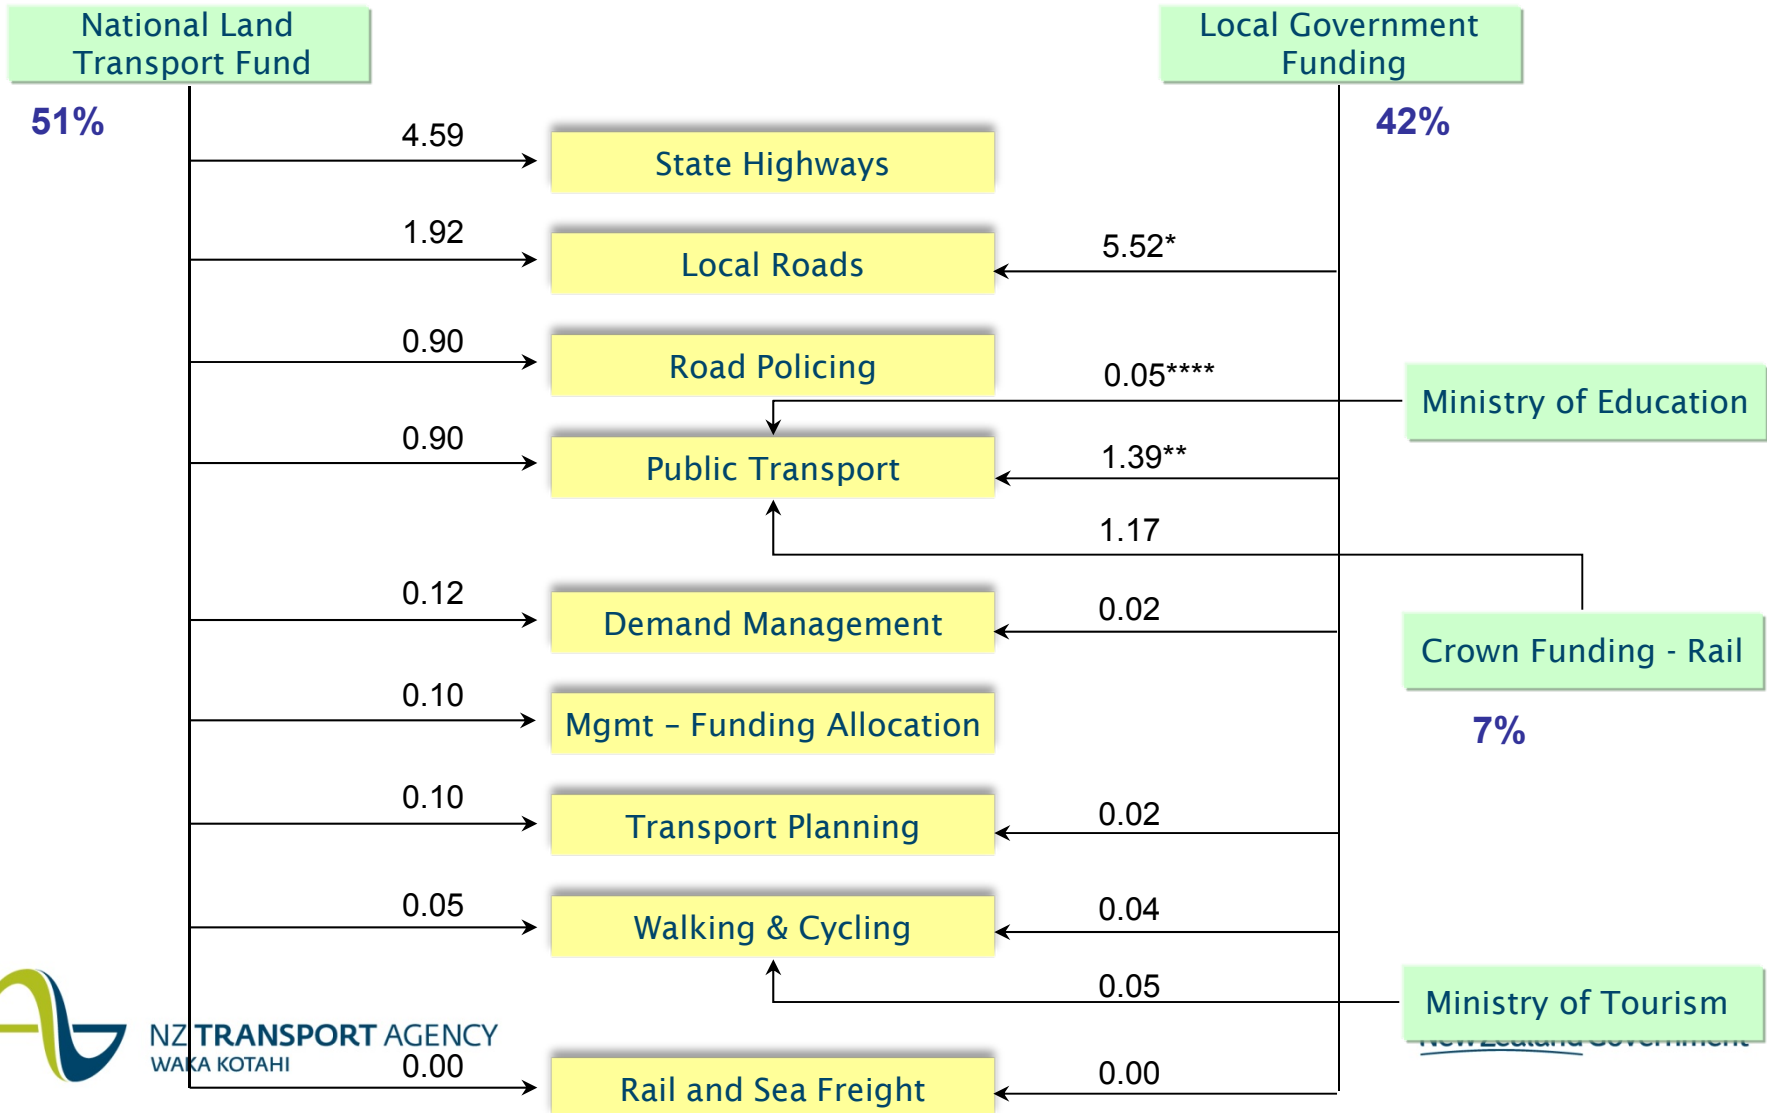 National Land
Transport Fund
Local Government
Funding
51%
42%
4.59
State Highways
1.92
Local Roads
5.52*
0.90
Road Policing
0.05****
Ministry of Education
0.90
Public Transport
1.39**
1.17
0.12
Demand Management
0.02
Crown Funding - Rail
7%
0.10
Mgmt – Funding Allocation
0.10
Transport Planning
0.02
0.05
Walking & Cycling
0.04
0.05
Ministry of Tourism
NZ TRANSPORT AGENCY
WAKA KOTAHI
New Zealand Government
0.00
Rail and Sea Freight
0.00